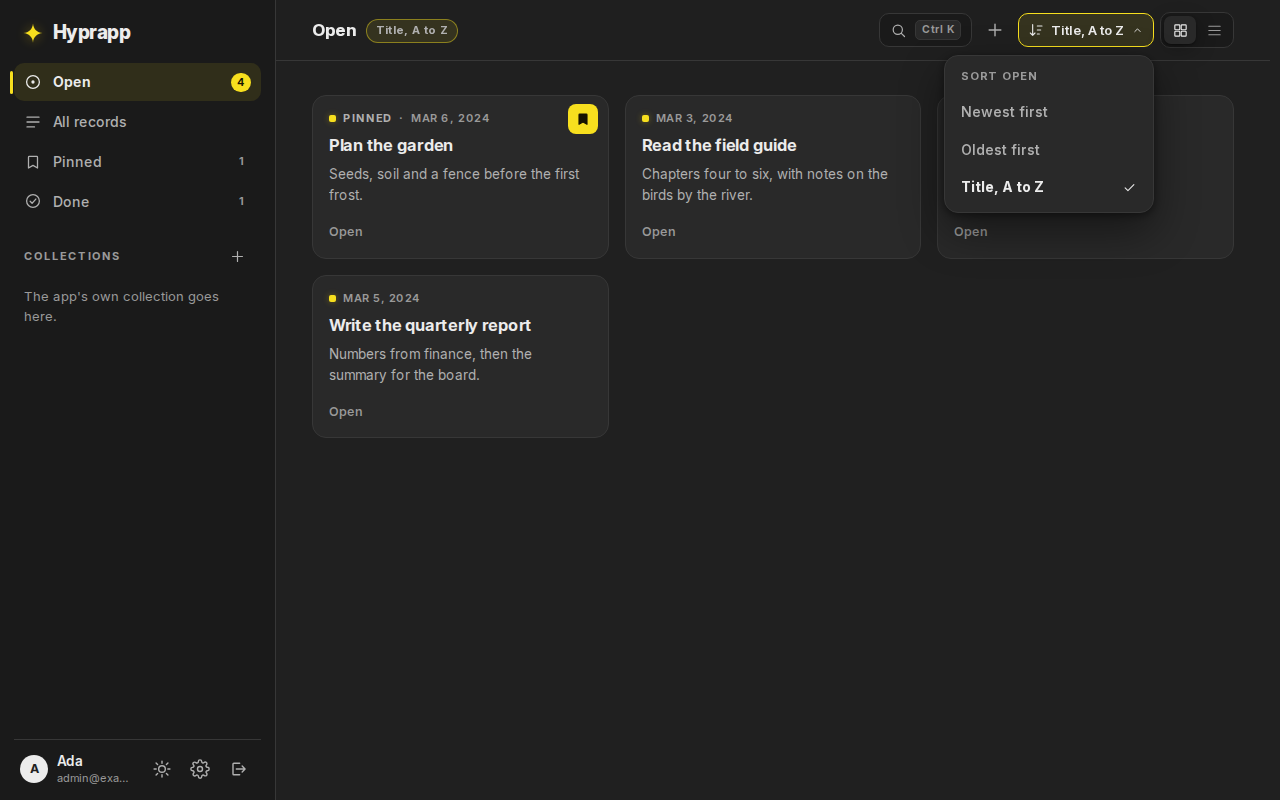 Hyprapp
Open
4
All records
Pinned
1
Done
1
COLLECTIONS
The app's own collection goes
here.
A
Ada
admin@exa...
Open
Title, A to Z
Ctrl K
Title, A to Z
SORT OPEN
Newest first
Oldest first
Title, A to Z
PINNED · MAR 6, 2024
Plan the garden
Seeds, soil and a fence before the first
frost.
Open
MAR 3, 2024
Read the field guide
Chapters four to six, with notes on the
birds by the river.
Open
Open
MAR 5, 2024
Write the quarterly report
Numbers from finance, then the
summary for the board.
Open